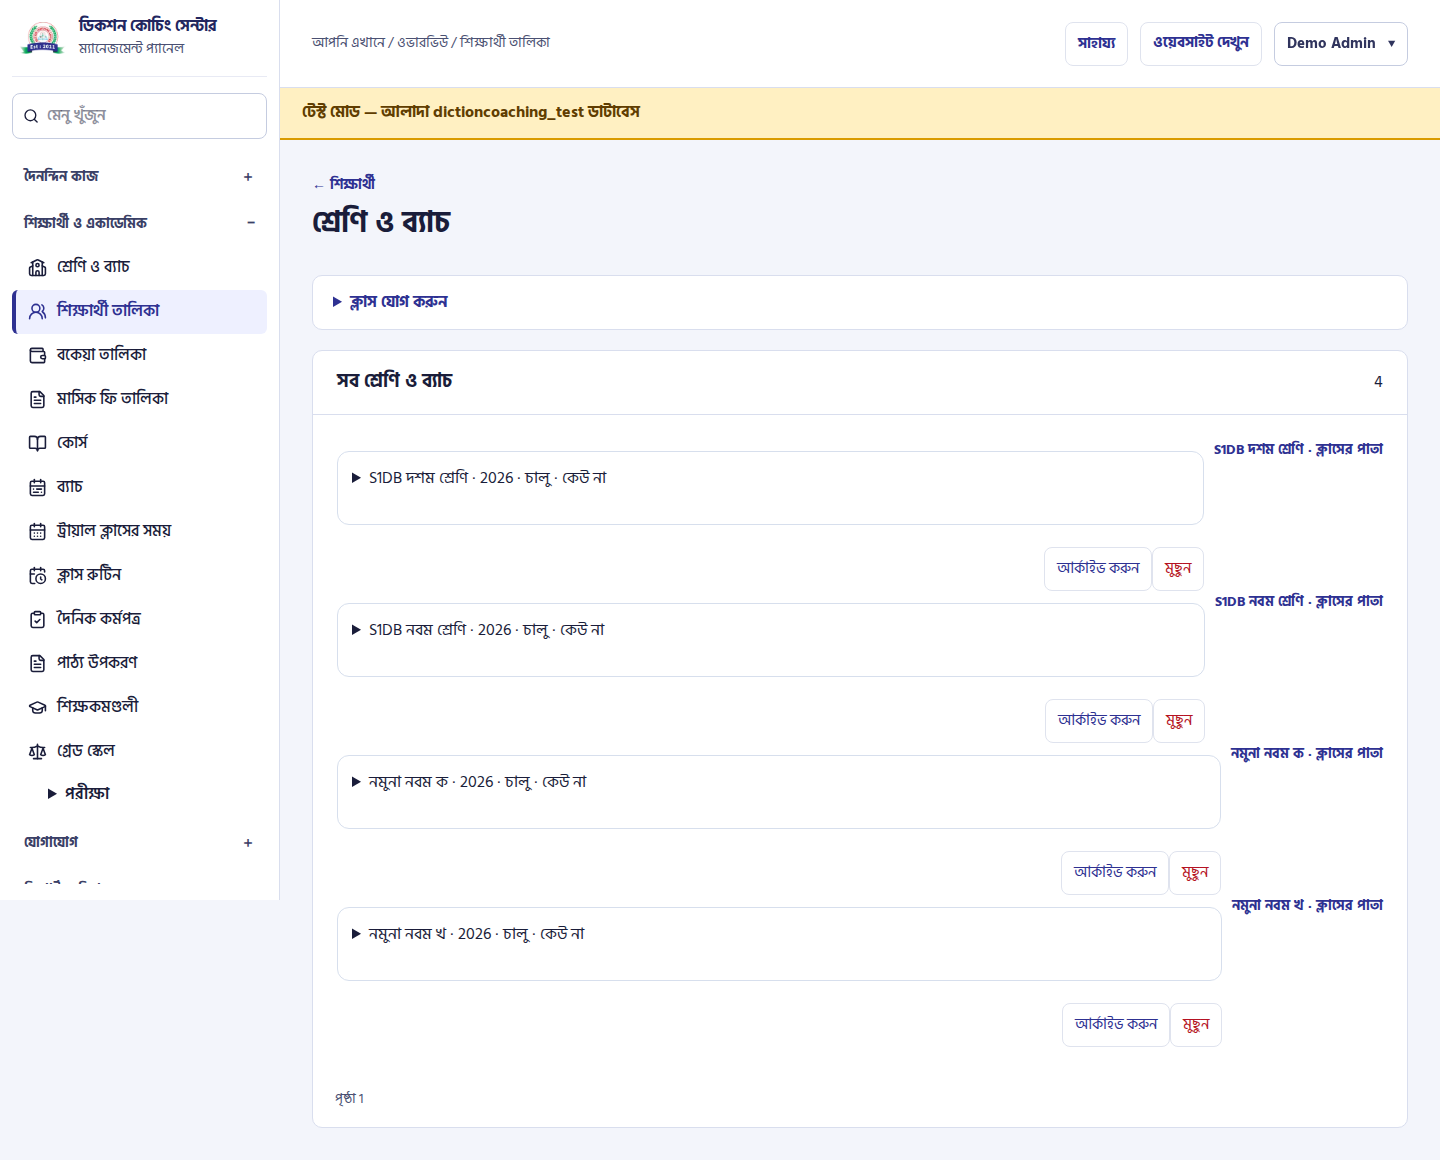 ডিকশন কোচিং সেন্টার
ম্যানেজমেন্ট প্যানেল
Est : 2011
মেনু খুঁজুন
দৈনন্দিন কাজ +
শিক্ষার্থী ও একাডেমিক −
শ্রেণি ও ব্যাচ
শিক্ষার্থী তালিকা
বকেয়া তালিকা
মাসিক ফি তালিকা
কোর্স
ব্যাচ
ট্রায়াল ক্লাসের সময়
ক্লাস রুটিন
দৈনিক কর্মপত্র
পাঠ্য উপকরণ
শিক্ষকমণ্ডলী
গ্রেড স্কেল
▶ পরীক্ষা
যোগাযোগ +
আপনি এখানে / ওভারভিউ / শিক্ষার্থী তালিকা
সাহায্য
ওয়েবসাইট দেখুন
Demo Admin ▼
টেস্ট মোড — আলাদা dictioncoaching_test ডাটাবেস
← শিক্ষার্থী
শ্রেণি ও ব্যাচ
▶ ক্লাস যোগ করুন
সব শ্রেণি ও ব্যাচ 4
▶ S1DB দশম শ্রেণি · 2026 · চালু · কেউ না
S1DB দশম শ্রেণি · ক্লাসের পাতা
আর্কাইভ করুন মুছুন
▶ S1DB নবম শ্রেণি · 2026 · চালু · কেউ না
S1DB নবম শ্রেণি · ক্লাসের পাতা
আর্কাইভ করুন মুছুন
▶ নমুনা নবম ক · 2026 · চালু · কেউ না
নমুনা নবম ক · ক্লাসের পাতা
আর্কাইভ করুন মুছুন
▶ নমুনা নবম খ · 2026 · চালু · কেউ না
নমুনা নবম খ · ক্লাসের পাতা
আর্কাইভ করুন মুছুন
পৃষ্ঠা 1